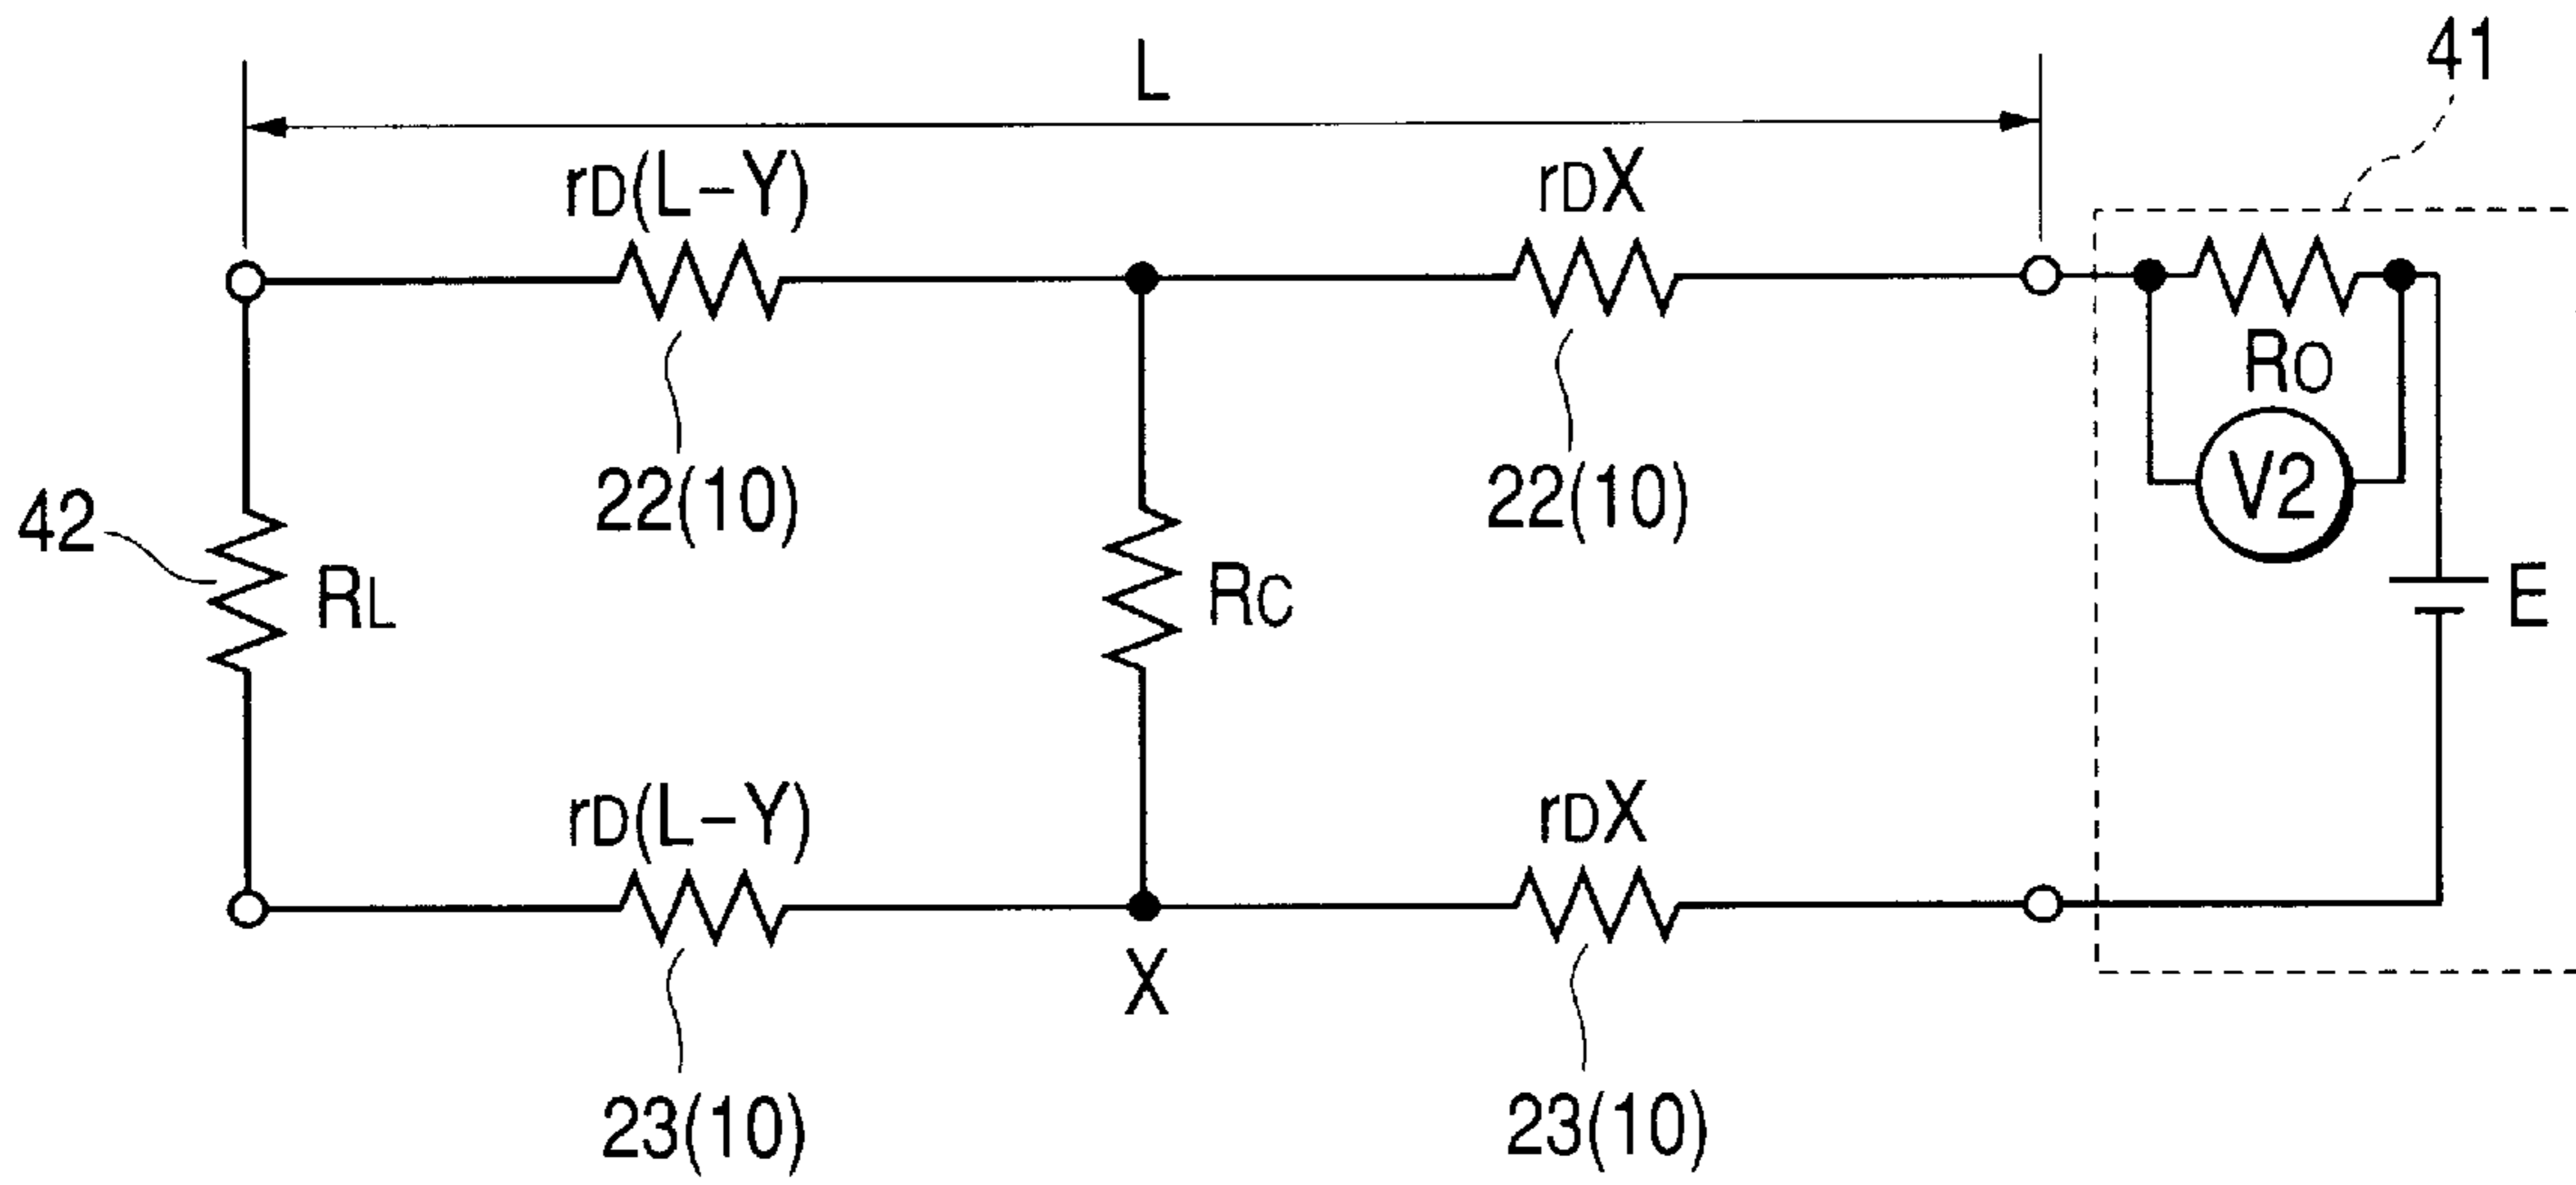 41
L
rD(L-Y)
rDX
RO
22(10)
22(10)
V2
42
RL
RC
E
rD(L-Y)
rDX
X
23(10)
23(10)